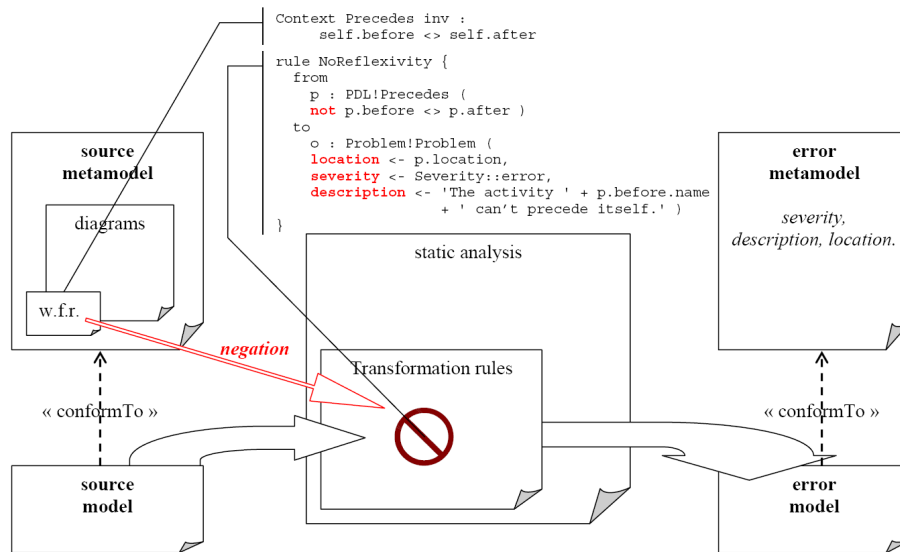 Context Precedes inv :
self.before <> self.after
rule NoReflexivity {
from
p : PDL!Precedes (
not p.before <> p.after )
to
o : Problem!Problem (
location <- p.location,
severity <- Severity::error,
description <- 'The activity ' + p.before.name
+ ' can’t precede itself.' )
}
source
metamodel
diagrams
w.f.r.
negation
static analysis
Transformation rules
error
metamodel
severity,
description, location.
« conformTo »
« conformTo »
source
model
error
model